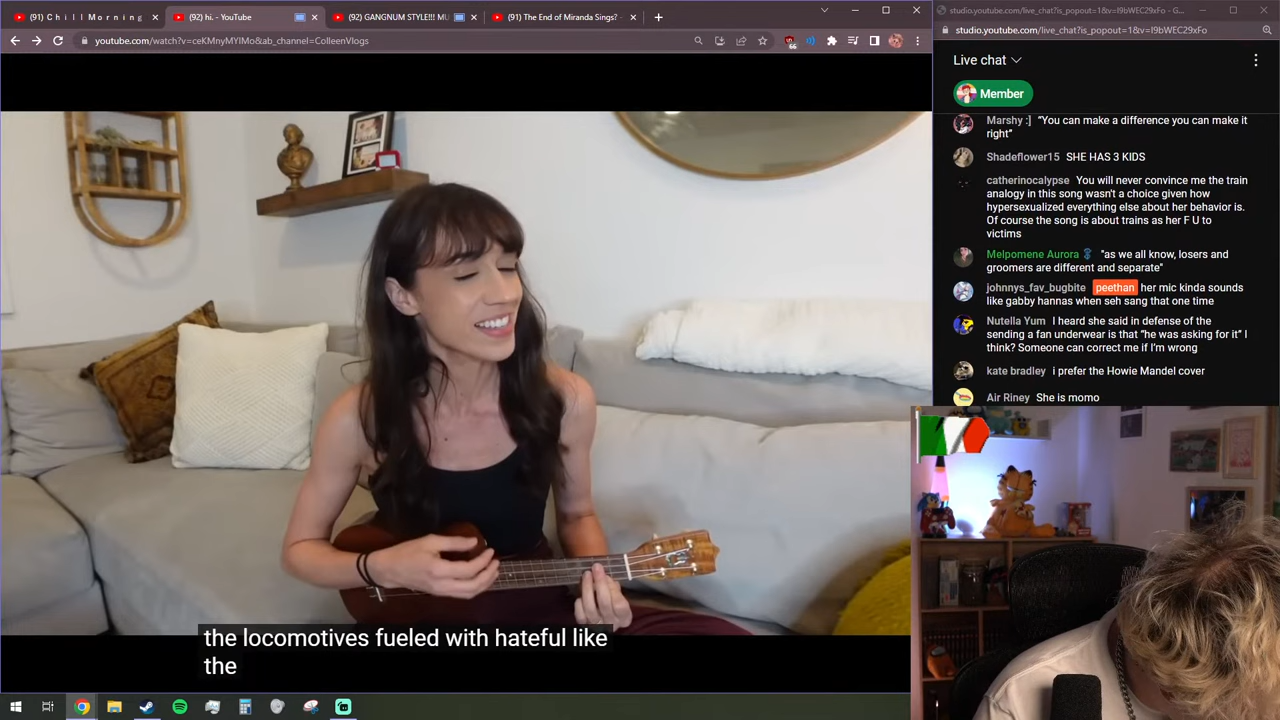 (91) C h i l l M o r n i n g
(92) hi. - YouTube
(92) GANGNUM STYLE!!! MU
(91) The End of Miranda Sings?
studio.youtube.com/live_chat?is_popout=1&v=I9bWEC29xFo - G...
youtube.com/watch?v=ceKMnyMYIMo&ab_channel=ColleenVlogs
66
studio.youtube.com/live_chat?is_popout=1&v=I9bWEC29xFo
Live chat
Member
Marshy :] “You can make a difference you can make it
right”
Shadeflower15 SHE HAS 3 KIDS
catherinocalypse You will never convince me the train
analogy in this song wasn't a choice given how
hypersexualized everything else about her behavior is.
Of course the song is about trains as her F U to
victims
Melpomene Aurora "as we all know, losers and
groomers are different and separate"
johnnys_fav_bugbite peethan her mic kinda sounds
like gabby hannas when seh sang that one time
Nutella Yum I heard she said in defense of the
sending a fan underwear is that “he was asking for it” I
think? Someone can correct me if I’m wrong
kate bradley i prefer the Howie Mandel cover
Air Riney She is momo
the locomotives fueled with hateful like
the